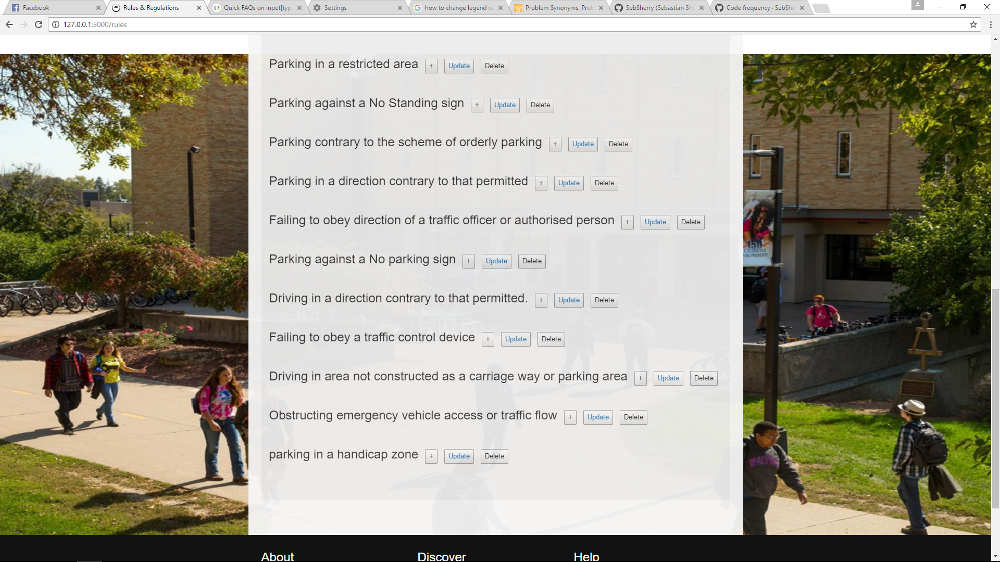 Facebook
Rules & Regulations
Quick FAQs on input[typ
Settings
how to change legend n
Problem Synonyms, Prob
SebSherry (Sebastian She
Code frequency · SebShe
127.0.0.1:5000/rules
Parking in a restricted area + Update Delete
Parking against a No Standing sign + Update Delete
Parking contrary to the scheme of orderly parking + Update Delete
Parking in a direction contrary to that permitted + Update Delete
Failing to obey direction of a traffic officer or authorised person + Update Delete
Parking against a No parking sign + Update Delete
Driving in a direction contrary to that permitted. + Update Delete
Failing to obey a traffic control device + Update Delete
Driving in area not constructed as a carriage way or parking area + Update Delete
Obstructing emergency vehicle access or traffic flow + Update Delete
parking in a handicap zone + Update Delete
150
CELEBRATE
THE PRESENT
About Discover Help